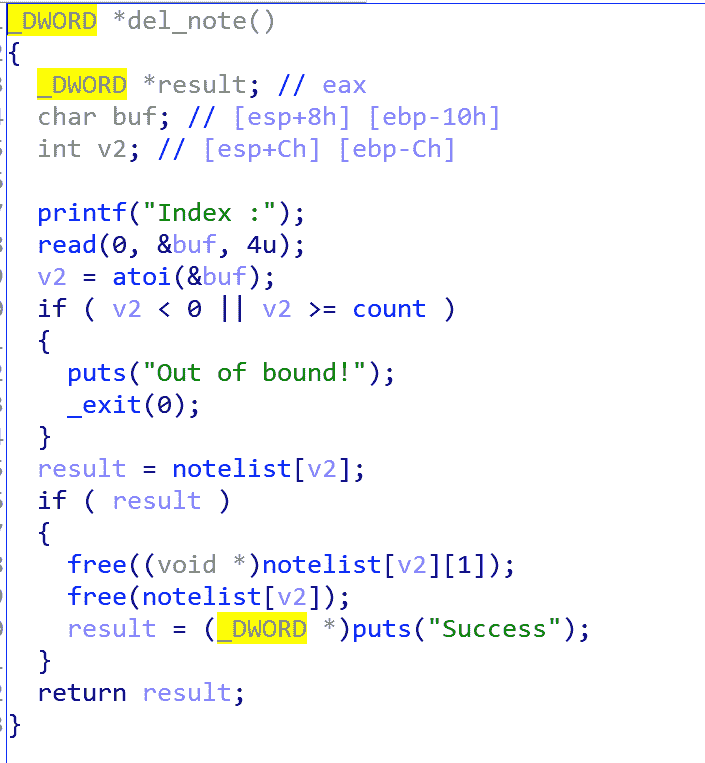 _DWORD *del_note()
{
  _DWORD *result; // eax
  char buf; // [esp+8h] [ebp-10h]
  int v2; // [esp+Ch] [ebp-Ch]

  printf("Index :");
  read(0, &buf, 4u);
  v2 = atoi(&buf);
  if ( v2 < 0 || v2 >= count )
  {
    puts("Out of bound!");
    _exit(0);
  }
  result = notelist[v2];
  if ( result )
  {
    free((void *)notelist[v2][1]);
    free(notelist[v2]);
    result = (_DWORD *)puts("Success");
  }
  return result;
}